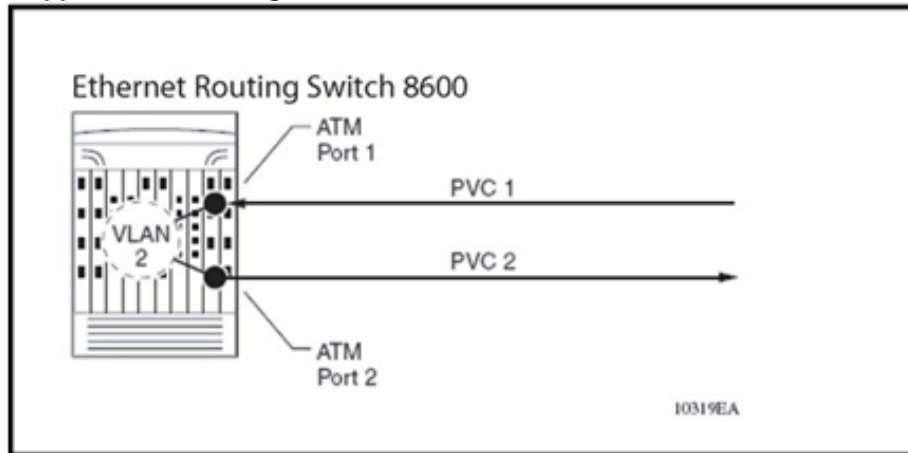 Ethernet Routing Switch 8600
ATM
Port 1
PVC 1
VLAN
2
PVC 2
ATM
Port 2
10319EA